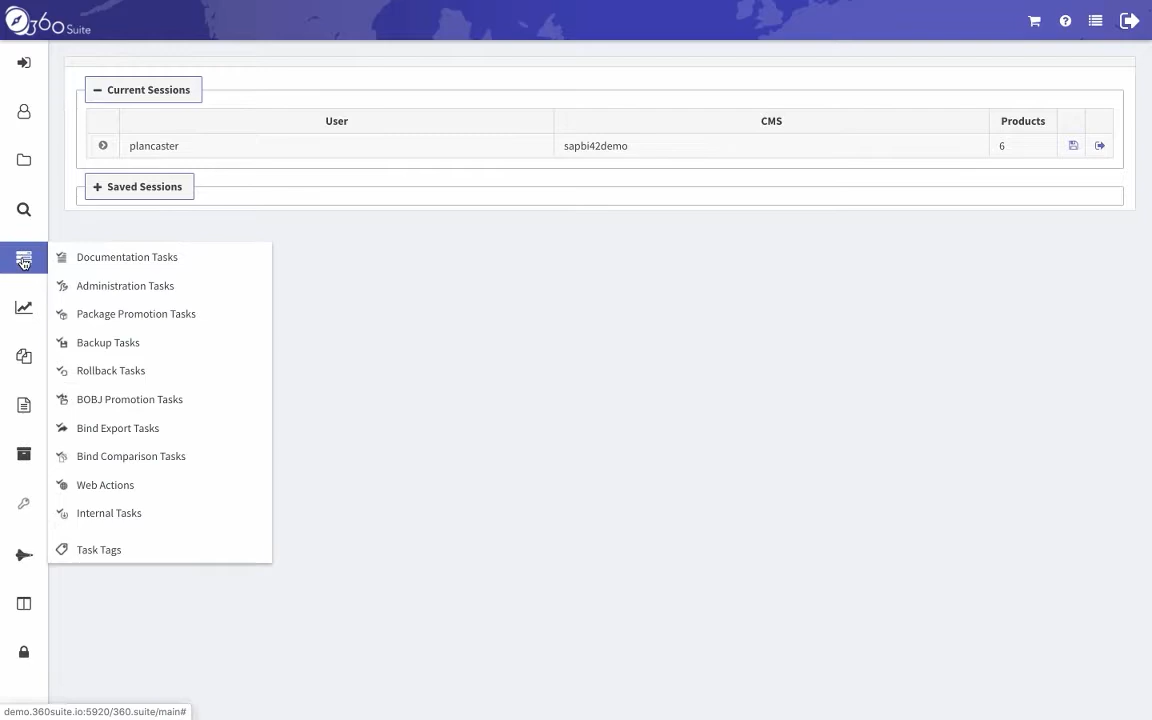 360Suite
Current Sessions
User CMS Products
plancaster sapbi42demo 6
Saved Sessions
Documentation Tasks
Administration Tasks
Package Promotion Tasks
Backup Tasks
Rollback Tasks
BOBJ Promotion Tasks
Bind Export Tasks
Bind Comparison Tasks
Web Actions
Internal Tasks
Task Tags
demo.360suite.io:5920/360.suite/main#